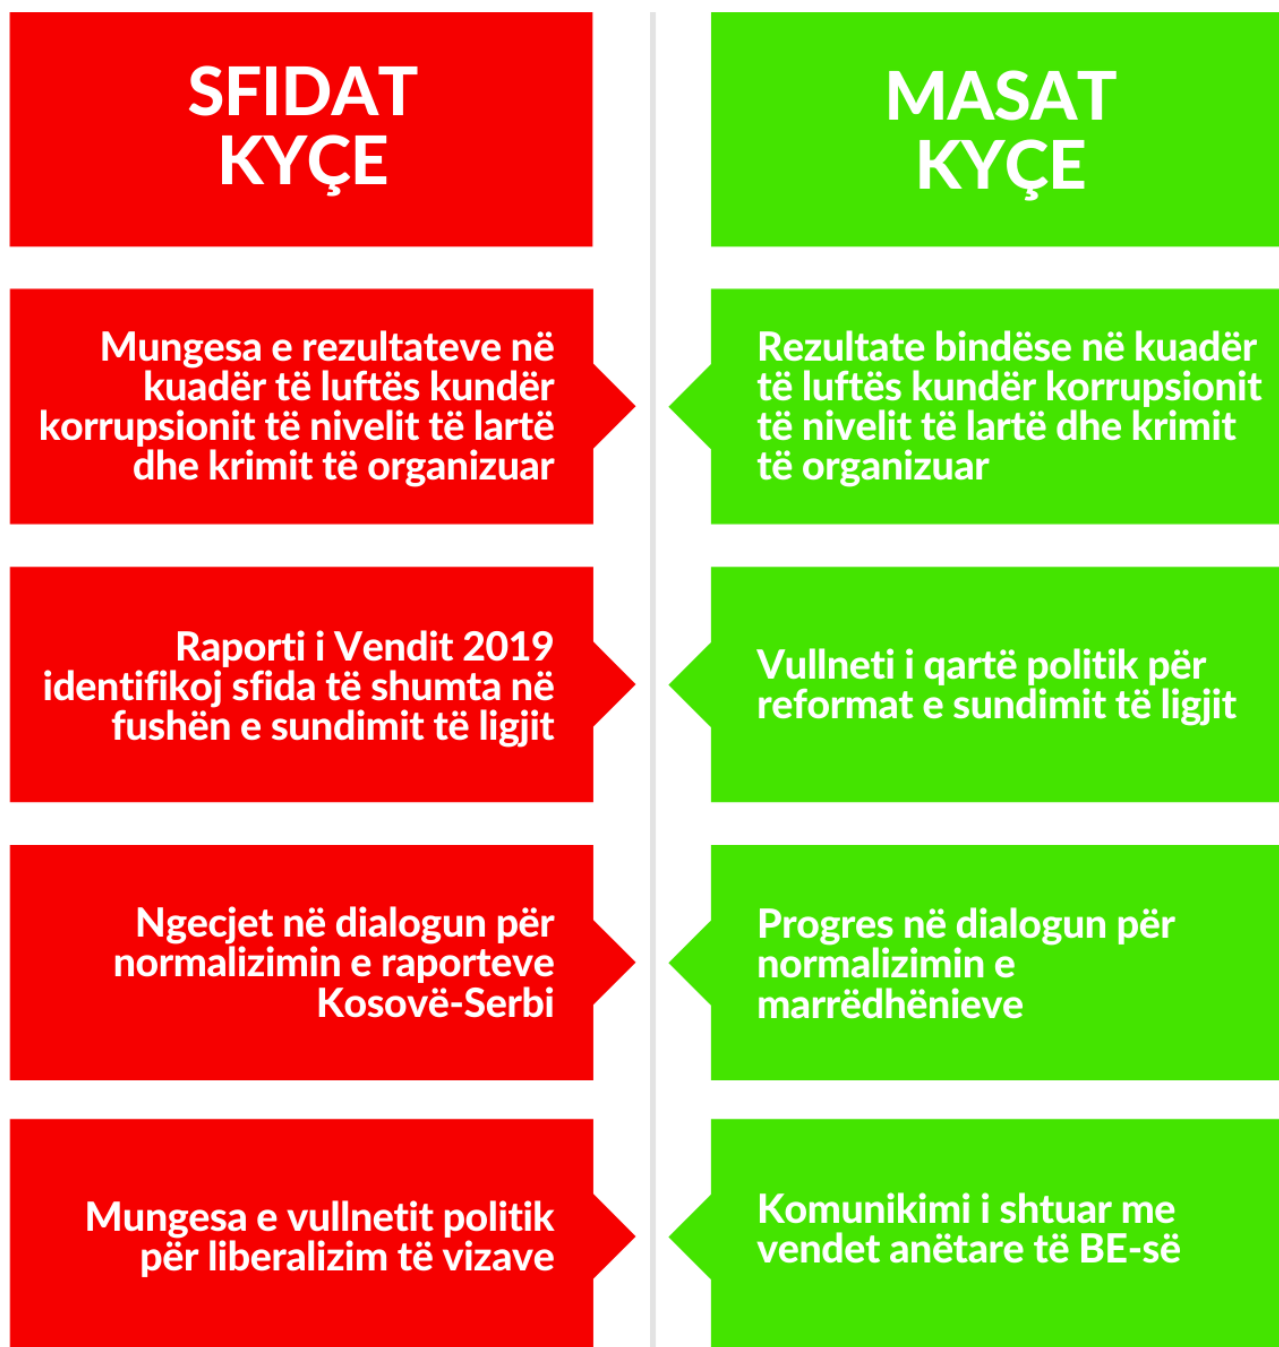 SFIDAT
KYÇE
MASAT
KYÇE
Mungesa e rezultateve në
kuadër të luftës kundër
korrupsionit të nivelit të lartë
dhe krimit të organizuar
Rezultate bindëse në kuadër
të luftës kundër korrupsionit
të nivelit të lartë dhe krimit
të organizuar
Raporti i Vendit 2019
identifikoj sfida të shumta në
fushën e sundimit të ligjit
Vullneti i qartë politik për
reformat e sundimit të ligjit
Ngecjet në dialogun për
normalizimin e raporteve
Kosovë-Serbi
Progres në dialogun për
normalizimin e
marrëdhënieve
Mungesa e vullnetit politik
për liberalizim të vizave
Komunikimi i shtuar me
vendet anëtare të BE-së